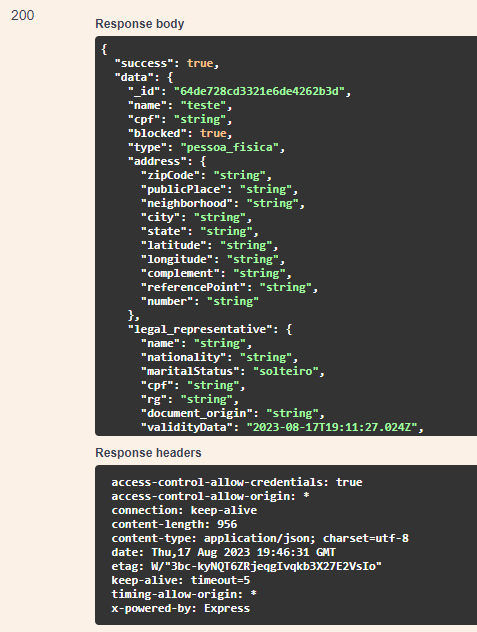 200
Response body
{
"success": true,
"data": {
"_id": "64de728cd3321e6de4262b3d",
"name": "teste",
"cpf": "string",
"blocked": true,
"type": "pessoa_fisica",
"address": {
"zipCode": "string",
"publicPlace": "string",
"neighborhood": "string",
"city": "string",
"state": "string",
"latitude": "string",
"longitude": "string",
"complement": "string",
"referencePoint": "string",
"number": "string"
},
"legal_representative": {
"name": "string",
"nationality": "string",
"maritalStatus": "solteiro",
"cpf": "string",
"rg": "string",
"document_origin": "string",
"validityData": "2023-08-17T19:11:27.024Z",
Response headers
access-control-allow-credentials: true
access-control-allow-origin: *
connection: keep-alive
content-length: 956
content-type: application/json; charset=utf-8
date: Thu,17 Aug 2023 19:46:31 GMT
etag: W/"3bc-kyNQT6ZRjeqgIvqkb3X27E2VsIo"
keep-alive: timeout=5
timing-allow-origin: *
x-powered-by: Express